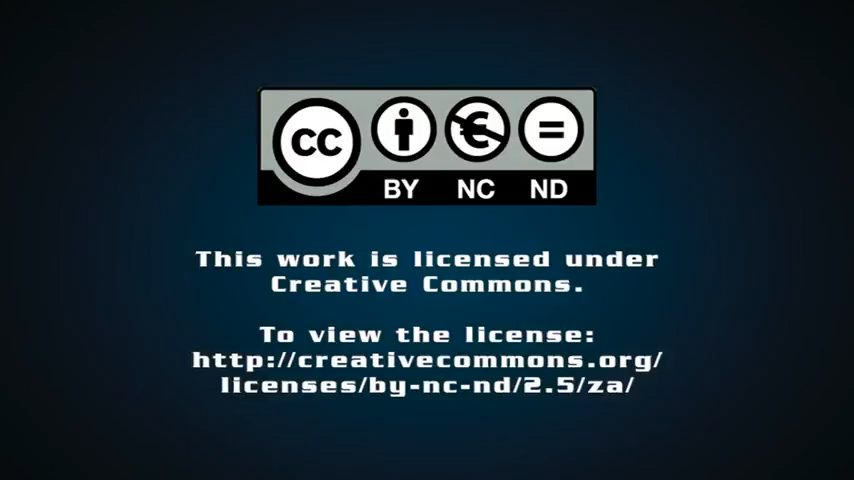 CC
BY NC ND
This work is licensed under
Creative Commons.
To view the license:
http://creativecommons.org/
licenses/by-nc-nd/2.5/za/